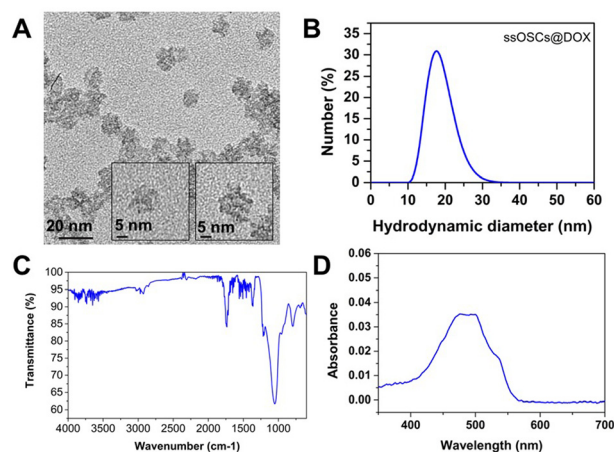 A
20 nm
5 nm
5 nm
B
ssOSCs@DOX
Number (%)
35
30
25
20
15
10
5
0
0 10 20 30 40 50 60
Hydrodynamic diameter (nm)
C
Transmittance (%)
100
95
90
85
80
75
70
65
60
4000 3500 3000 2500 2000 1500 1000
Wavenumber (cm-1)
D
Absorbance
0.06
0.05
0.04
0.03
0.02
0.01
0.00
400 500 600 700
Wavelength (nm)